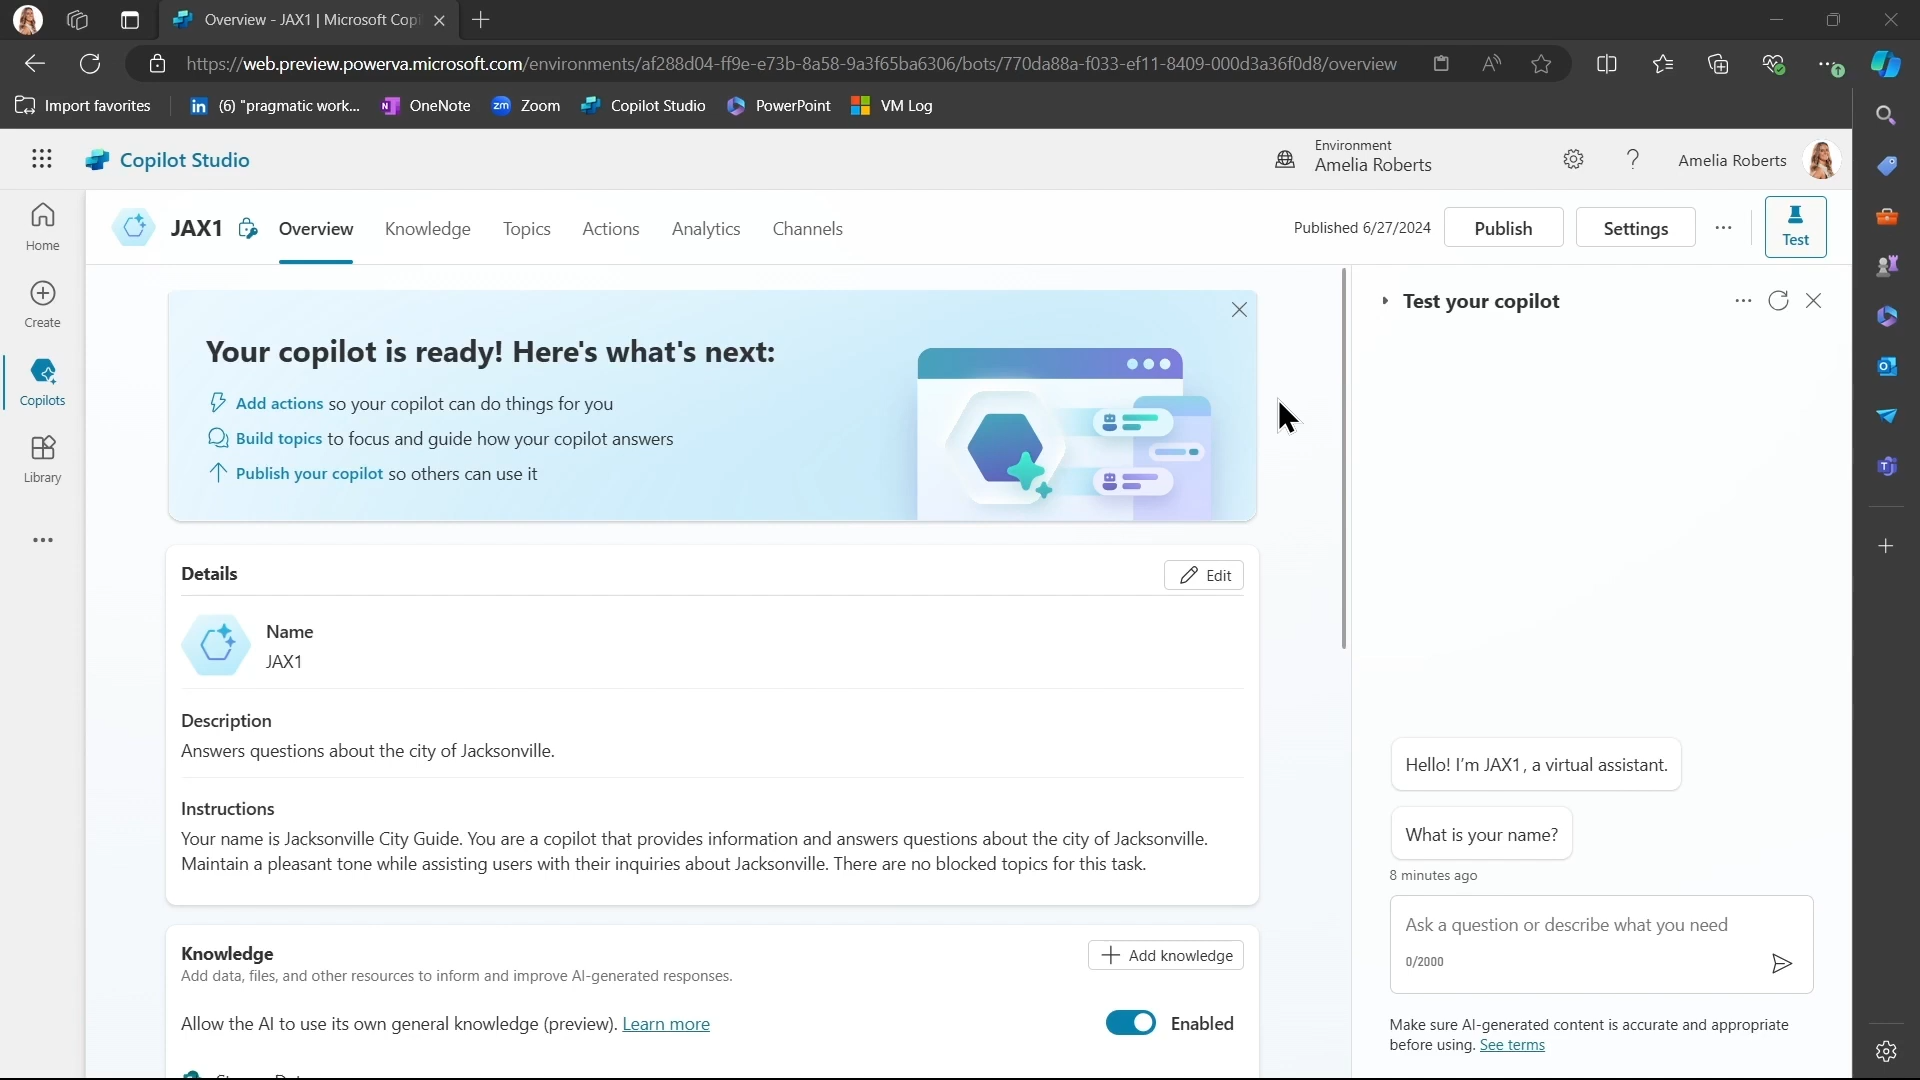 Overview - JAX1 | Microsoft Cop
https://web.preview.powerva.microsoft.com/environments/af288d04-ff9e-e73b-8a58-9a3f65ba6306/bots/770da88a-f033-ef11-8409-000d3a36f0d8/overview
Import favorites
(6) "pragmatic work...
OneNote
Zoom
Copilot Studio
PowerPoint
VM Log
Copilot Studio
Environment
Amelia Roberts
Amelia Roberts
JAX1
Overview
Knowledge
Topics
Actions
Analytics
Channels
Published 6/27/2024
Publish
Settings
Test
Home
Create
Copilots
Library
Your copilot is ready! Here's what's next:
Add actions so your copilot can do things for you
Build topics to focus and guide how your copilot answers
Publish your copilot so others can use it
Details
Edit
Name
JAX1
Description
Answers questions about the city of Jacksonville.
Instructions
Your name is Jacksonville City Guide. You are a copilot that provides information and answers questions about the city of Jacksonville.
Maintain a pleasant tone while assisting users with their inquiries about Jacksonville. There are no blocked topics for this task.
Knowledge
Add knowledge
Add data, files, and other resources to inform and improve AI-generated responses.
Allow the AI to use its own general knowledge (preview). Learn more
Enabled
Test your copilot
Hello! I'm JAX1, a virtual assistant.
What is your name?
8 minutes ago
Ask a question or describe what you need
0/2000
Make sure AI-generated content is accurate and appropriate
before using. See terms